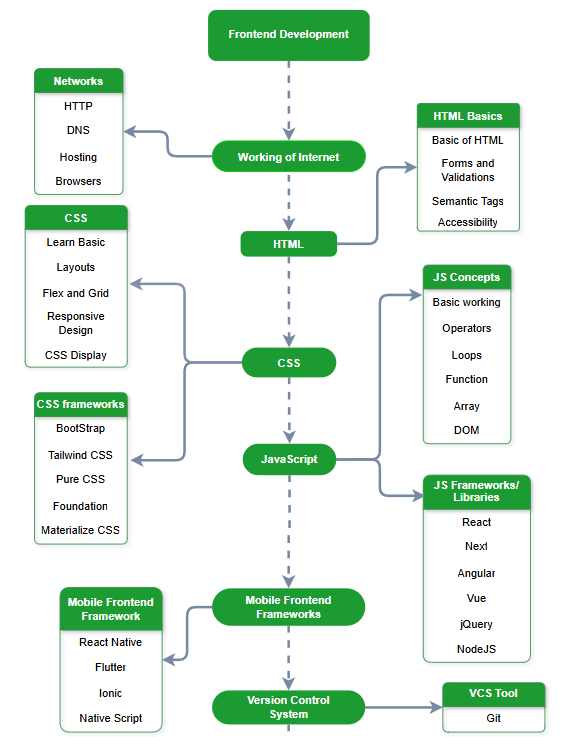 Frontend Development
Networks
HTTP
DNS
Hosting
Browsers
Working of Internet
HTML Basics
Basic of HTML
Forms and
Validations
Semantic Tags
Accessibility
HTML
CSS
Learn Basic
Layouts
Flex and Grid
Responsive
Design
CSS Display
JS Concepts
Basic working
Operators
Loops
Function
Array
DOM
CSS
CSS frameworks
BootStrap
Tailwind CSS
Pure CSS
Foundation
Materialize CSS
JavaScript
JS Frameworks/
Libraries
React
Next
Angular
Vue
jQuery
NodeJS
Mobile Frontend
Frameworks
Mobile Frontend
Framework
React Native
Flutter
Ionic
Native Script
Version Control
System
VCS Tool
Git